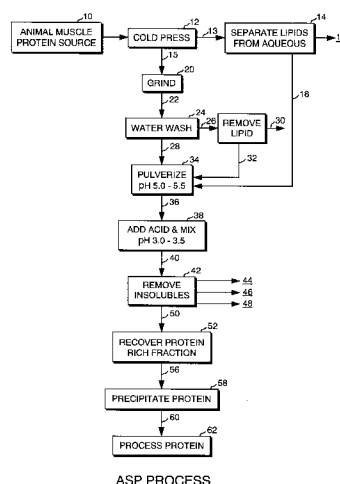 10
ANIMAL MUSCLE
PROTEIN SOURCE
12
COLD PRESS
13
14
SEPARATE LIPIDS
FROM AQUEOUS
15
20
GRIND
22
18
24
WATER WASH
26
REMOVE
LIPID
30
28
32
34
PULVERIZE
pH 5.0 - 5.5
36
38
ADD ACID & MIX
pH 3.0 - 3.5
40
42
REMOVE
INSOLUBLES
44
46
48
50
52
RECOVER PROTEIN
RICH FRACTION
56
58
PRECIPITATE PROTEIN
60
62
PROCESS PROTEIN
ASP PROCESS